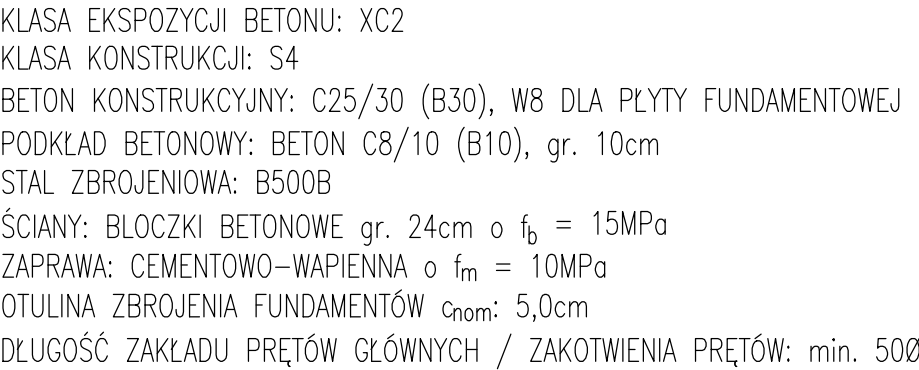 KLASA EKSPOZYCJI BETONU: XC2
KLASA KONSTRUKCJI: S4
BETON KONSTRUKCYJNY: C25/30 (B30), W8 DLA PŁYTY FUNDAMENTOWEJ
PODKŁAD BETONOWY: BETON C8/10 (B10), gr. 10cm
STAL ZBROJENIOWA: B500B
ŚCIANY: BLOCZKI BETONOWE gr. 24cm o fb = 15MPa
ZAPRAWA: CEMENTOWO-WAPIENNA o fm = 10MPa
OTULINA ZBROJENIA FUNDAMENTÓW cnom: 5,0cm
DŁUGOŚĆ ZAKŁADU PRĘTÓW GŁÓWNYCH / ZAKOTWIENIA PRĘTÓW: min. 50Ø